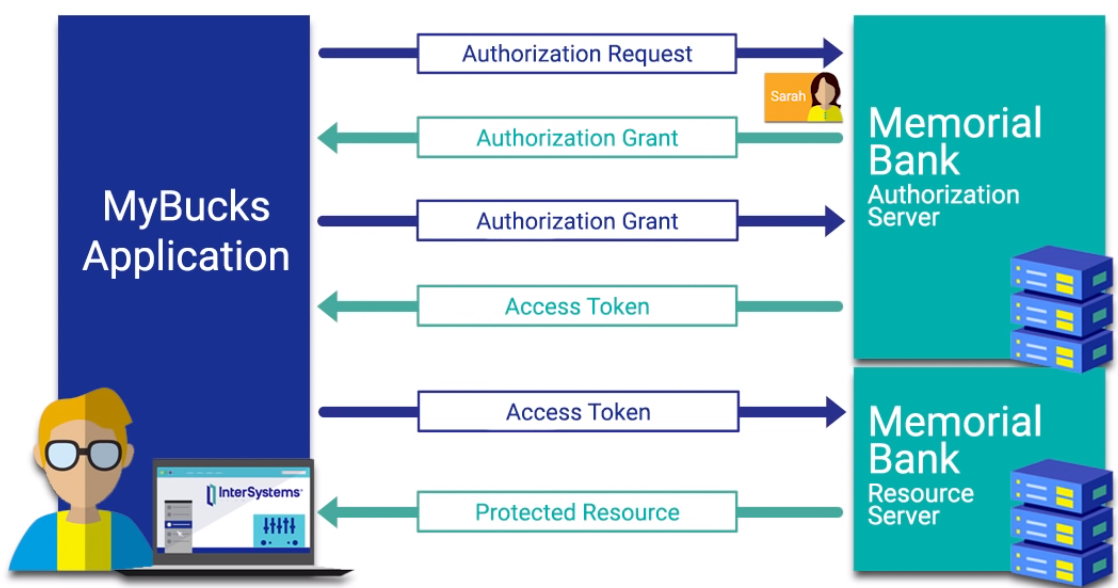 Authorization Request
Sarah
Authorization Grant
Memorial
Bank
Authorization
Server
MyBucks
Application
Authorization Grant
Access Token
Access Token
Memorial
Bank
Resource
Server
InterSystems
Protected Resource